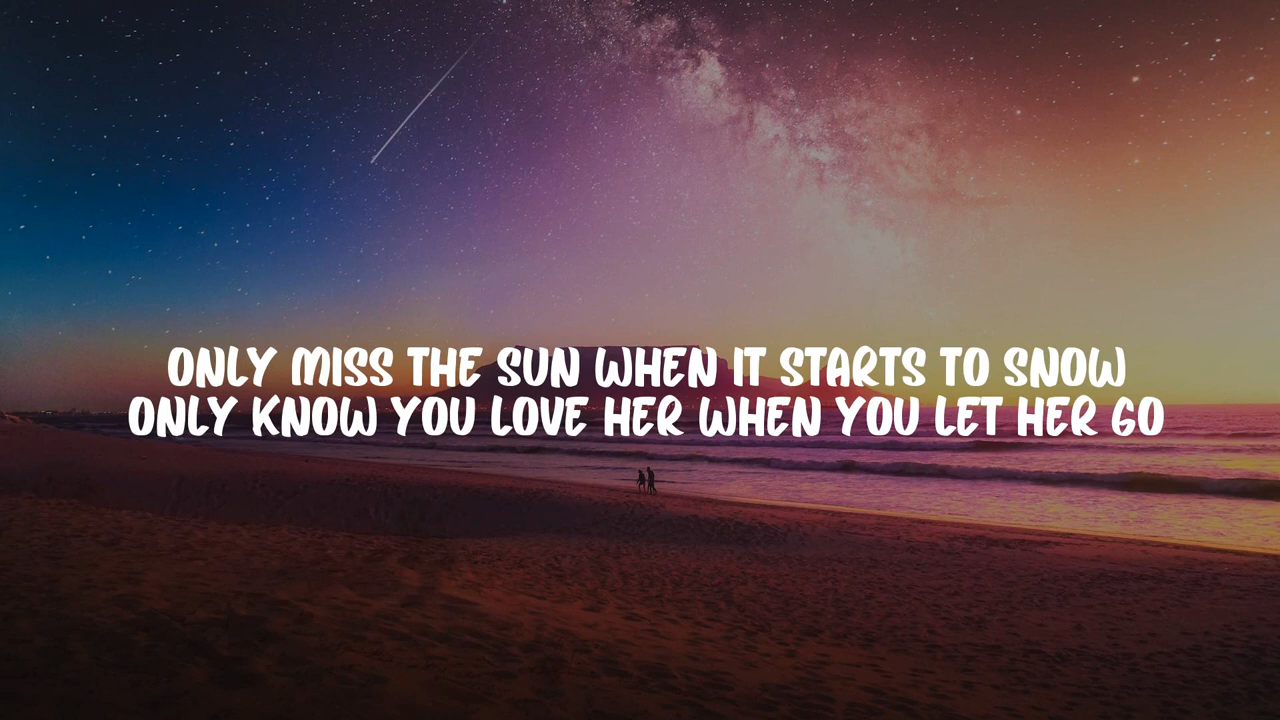 ONLY MISS THE SUN WHEN IT STARTS TO SNOW
ONLY KNOW YOU LOVE HER WHEN YOU LET HER GO